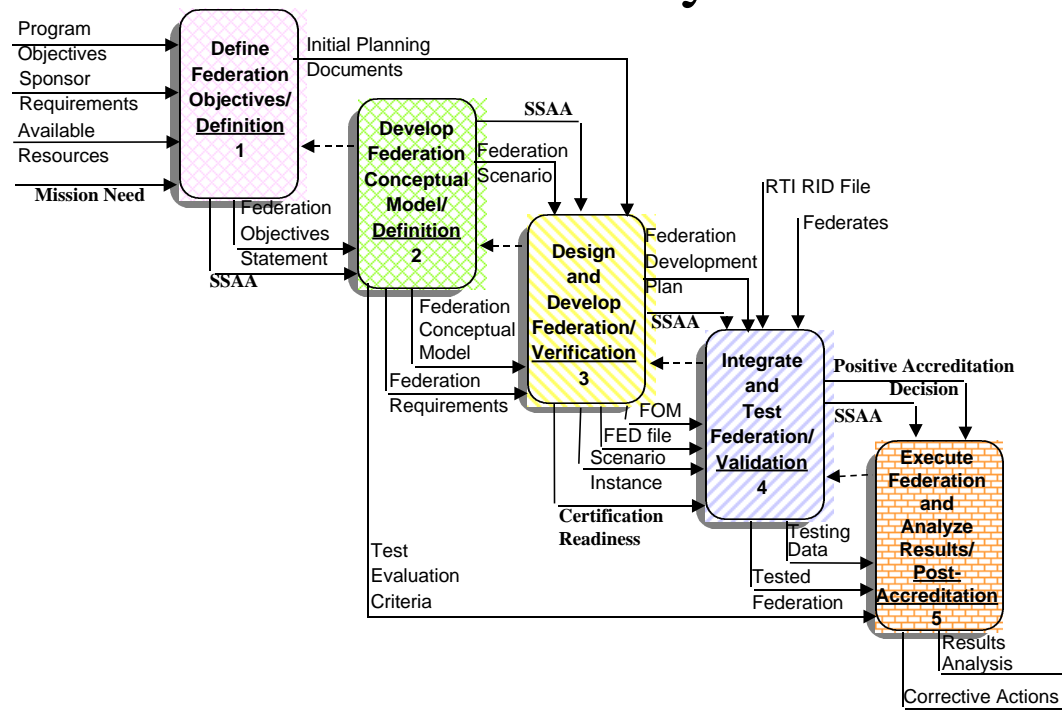 Program
Objectives
Sponsor
Requirements
Available
Resources
Mission Need
Define
Federation
Objectives/
Definition
1
Initial Planning
Documents
Federation
Objectives
Statement
SSAA
Develop
Federation
Conceptual
Model/
Definition
2
SSAA
Federation
Scenario
Federation
Conceptual
Model
Federation
Requirements
Design
and
Develop
Federation/
Verification
3
Federation
Development
Plan
SSAA
RTI RID File
Federates
FOM
FED file
Scenario
Instance
Certification
Readiness
Integrate
and
Test
Federation/
Validation
4
Positive Accreditation
Decision
SSAA
Testing
Data
Tested
Federation
Test
Evaluation
Criteria
Execute
Federation
and
Analyze
Results/
Post-
Accreditation
5
Results
Analysis
Corrective Actions